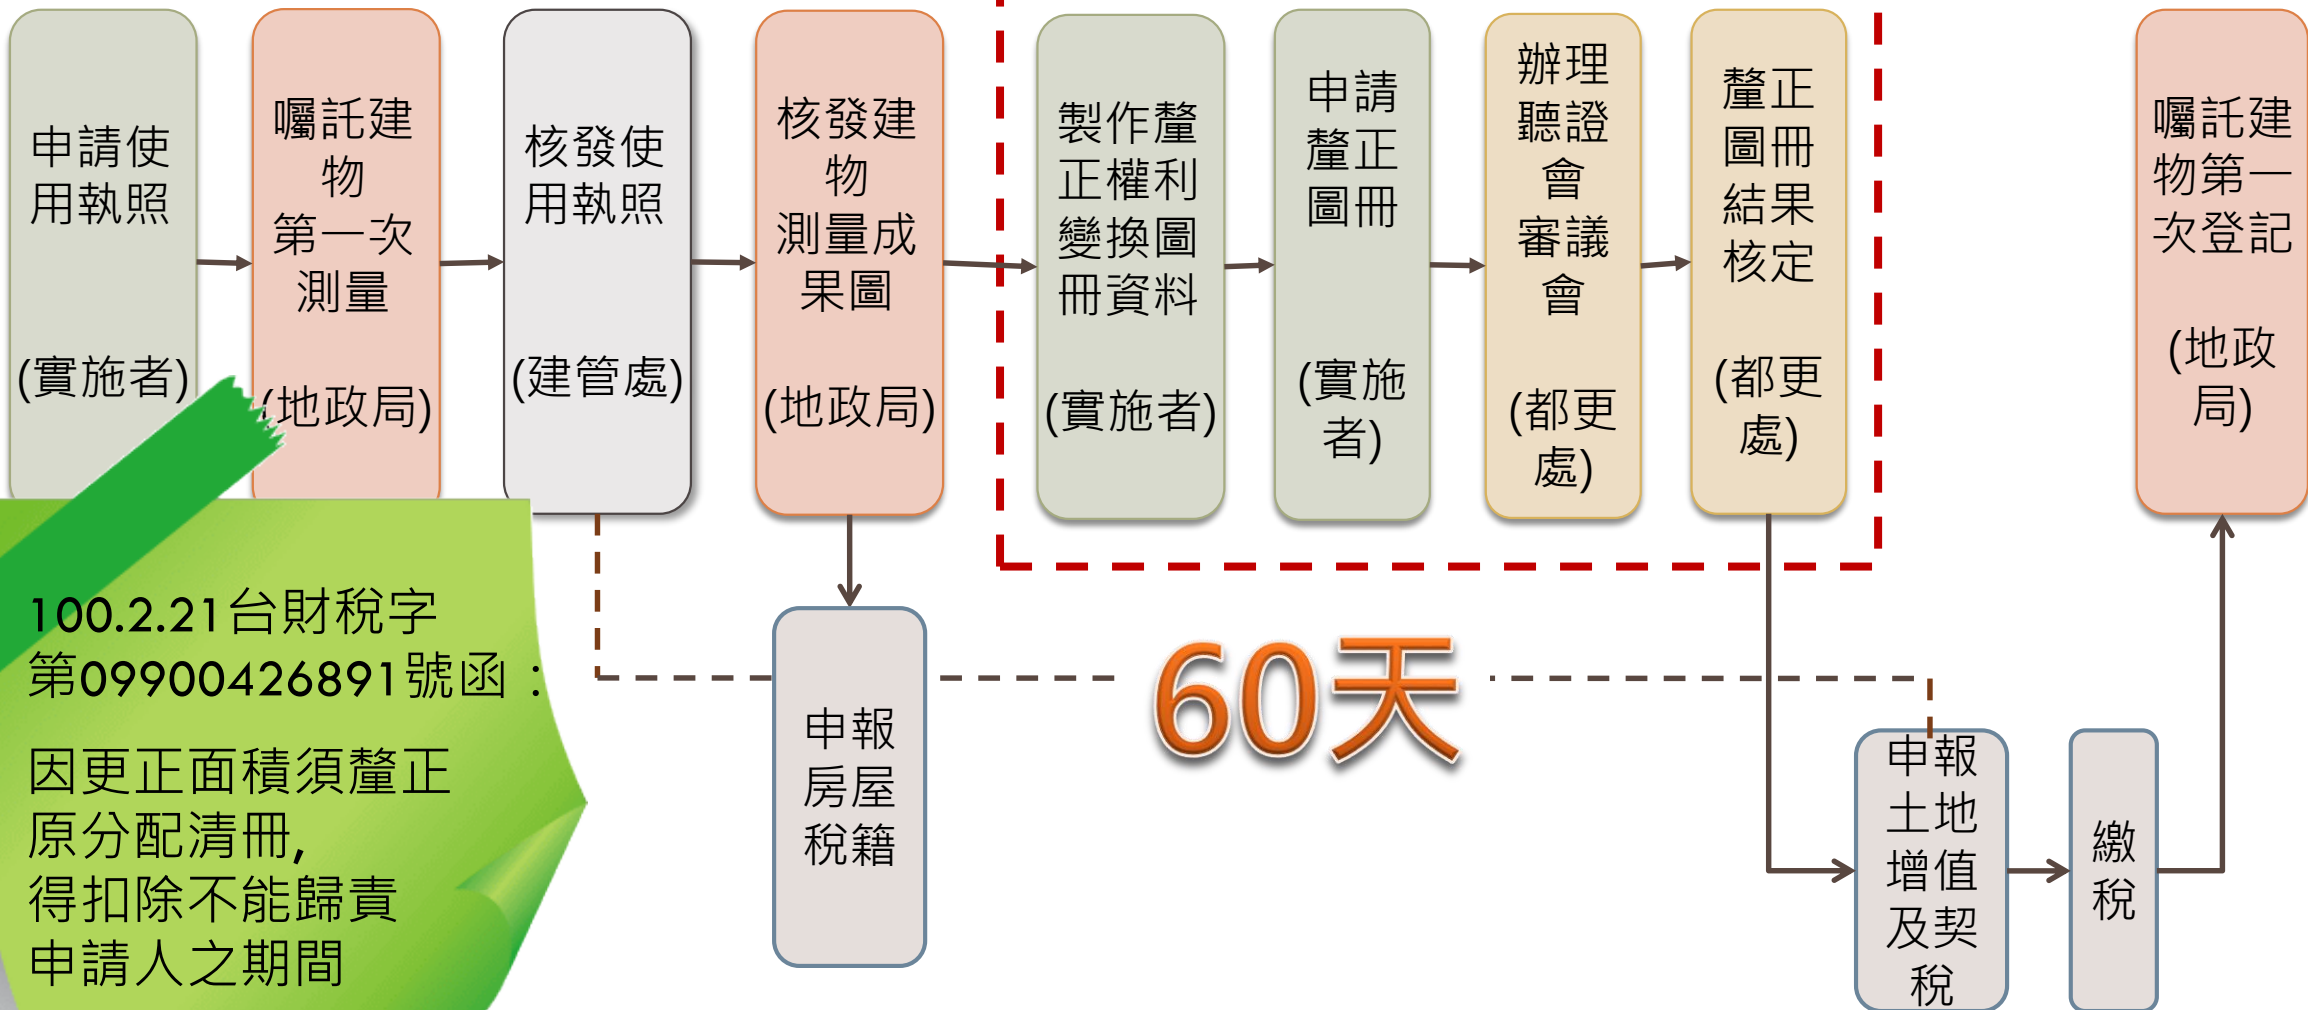 申請使
用執照
(實施者)
囑託建
物
第一次
測量
(地政局)
核發使
用執照
(建管處)
核發建
物
測量成
果圖
(地政局)
製作釐
正權利
變換圖
冊資料
(實施者)
申請
釐正
圖冊
(實施
者)
辦理
聽證
會
審議
會
(都更
處)
釐正
圖冊
結果
核定
(都更
處)
囑託建
物第一
次登記
(地政
局)
100.2.21台財稅字
第09900426891號函：
因更正面積須釐正
原分配清冊,
得扣除不能歸責
申請人之期間
申報
房屋
稅籍
60天
申報
土地
增值
及契
稅
繳
稅